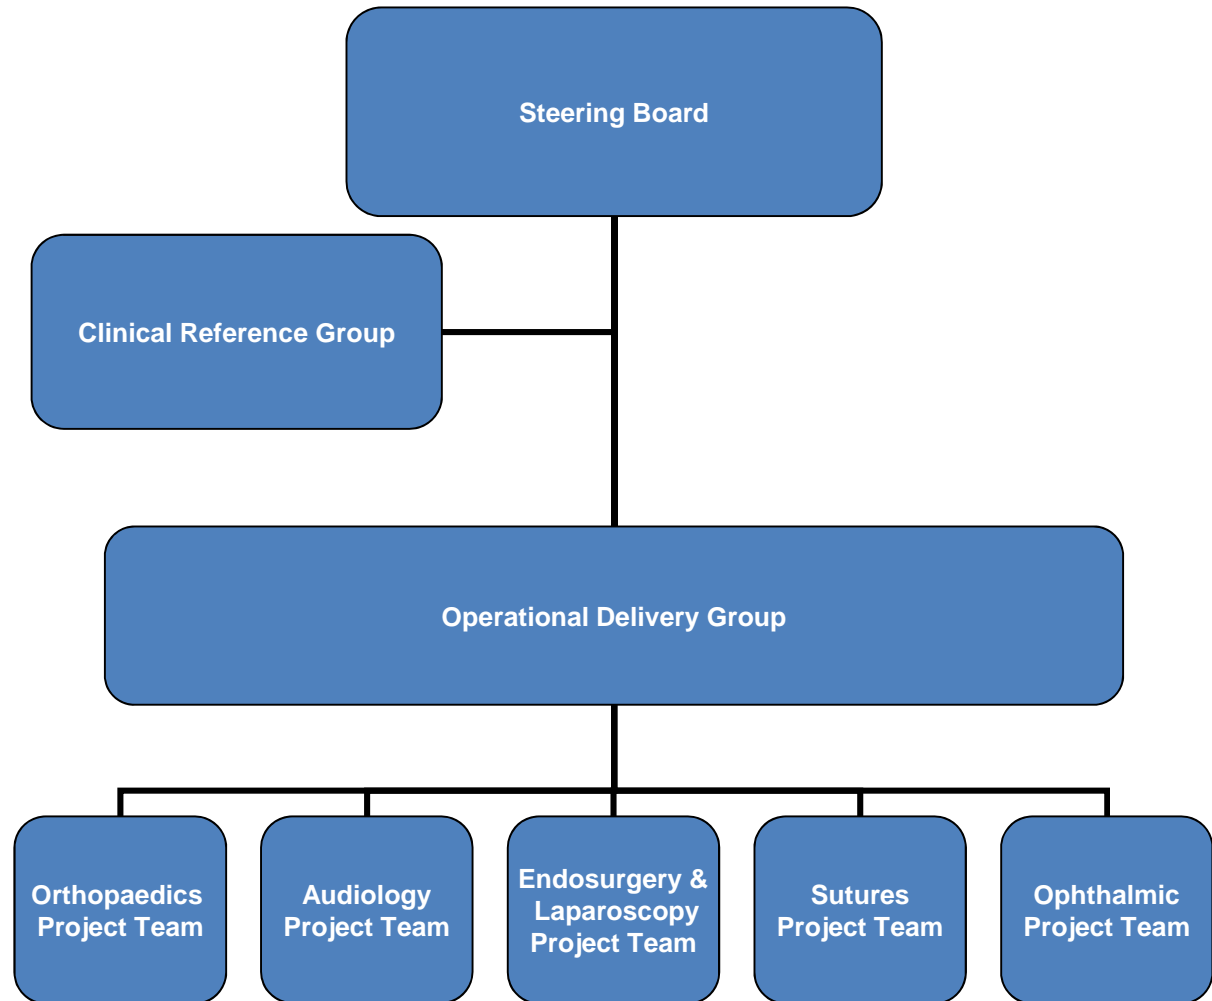 Steering Board
Clinical Reference Group
Operational Delivery Group
Orthopaedics
Project Team
Audiology
Project Team
Endosurgery &
Laparoscopy
Project Team
Sutures
Project Team
Ophthalmic
Project Team